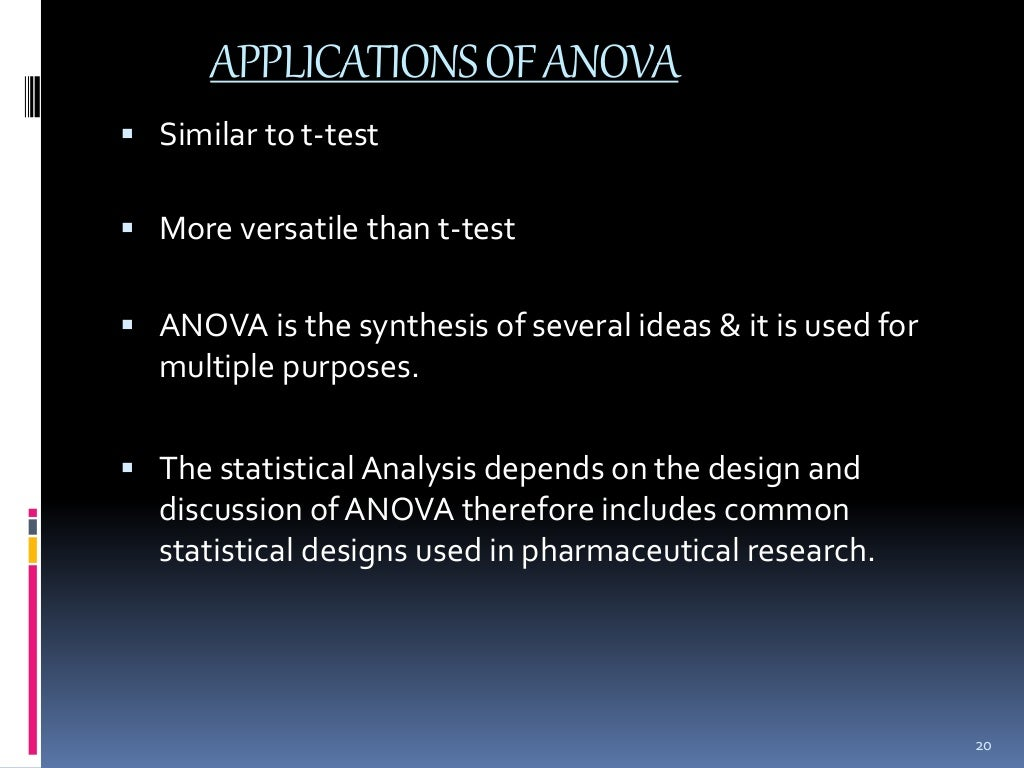 APPLICATIONS OF ANOVA
▪ Similar to t-test
▪ More versatile than t-test
▪ ANOVA is the synthesis of several ideas & it is used for
multiple purposes.
▪ The statistical Analysis depends on the design and
discussion of ANOVA therefore includes common
statistical designs used in pharmaceutical research.
20